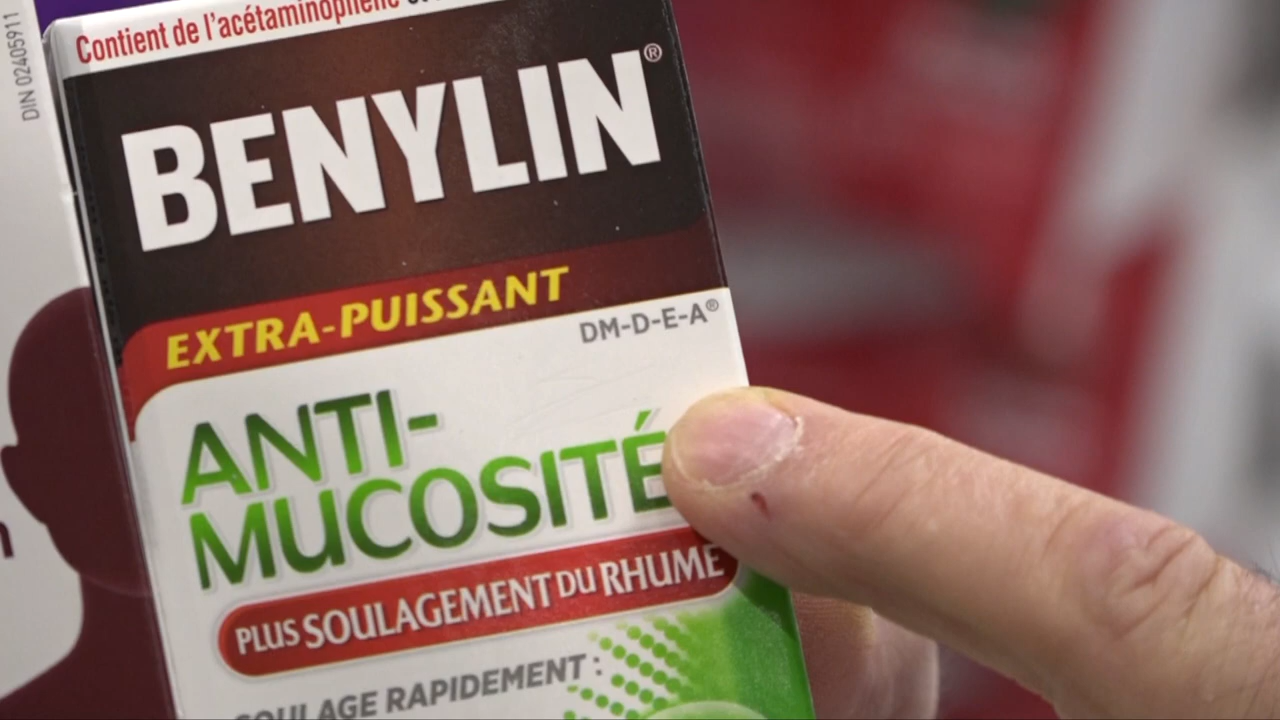 DIN 02405911
Contient de l'acétaminophène
BENYLIN®
EXTRA-PUISSANT
DM-D-E-A®
ANTI-
MUCOSITÉ
PLUS SOULAGEMENT DU RHUME
SOULAGE RAPIDEMENT :